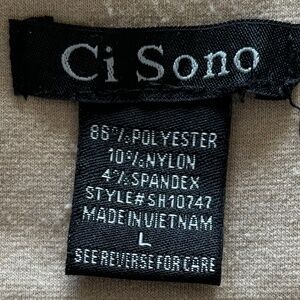 Ci Sono
86% POLYESTER
10% NYLON
4% SPANDEX
STYLE# SH10747
MADE IN VIETNAM
L
SEE REVERSE FOR CARE